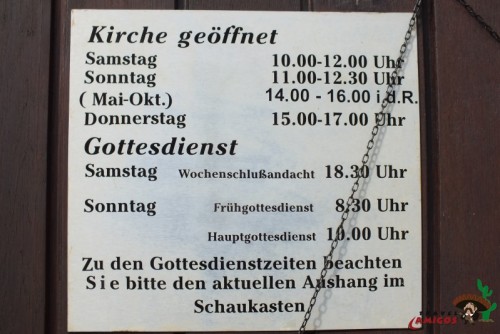 Kirche geöffnet
Samstag 10.00-12.00 Uhr
Sonntag 11.00-12.30 Uhr
( Mai-Okt.) 14.00 - 16.00 i.d.R.
Donnerstag 15.00-17.00 Uhr
Gottesdienst
Samstag Wochenschlußandacht 18.30 Uhr
Sonntag Frühgottesdienst 8.30 Uhr
Hauptgottesdienst 10.00 Uhr
Zu den Gottesdienstzeiten beachten
Sie bitte den aktuellen Aushang im
Schaukasten
AMIGOS